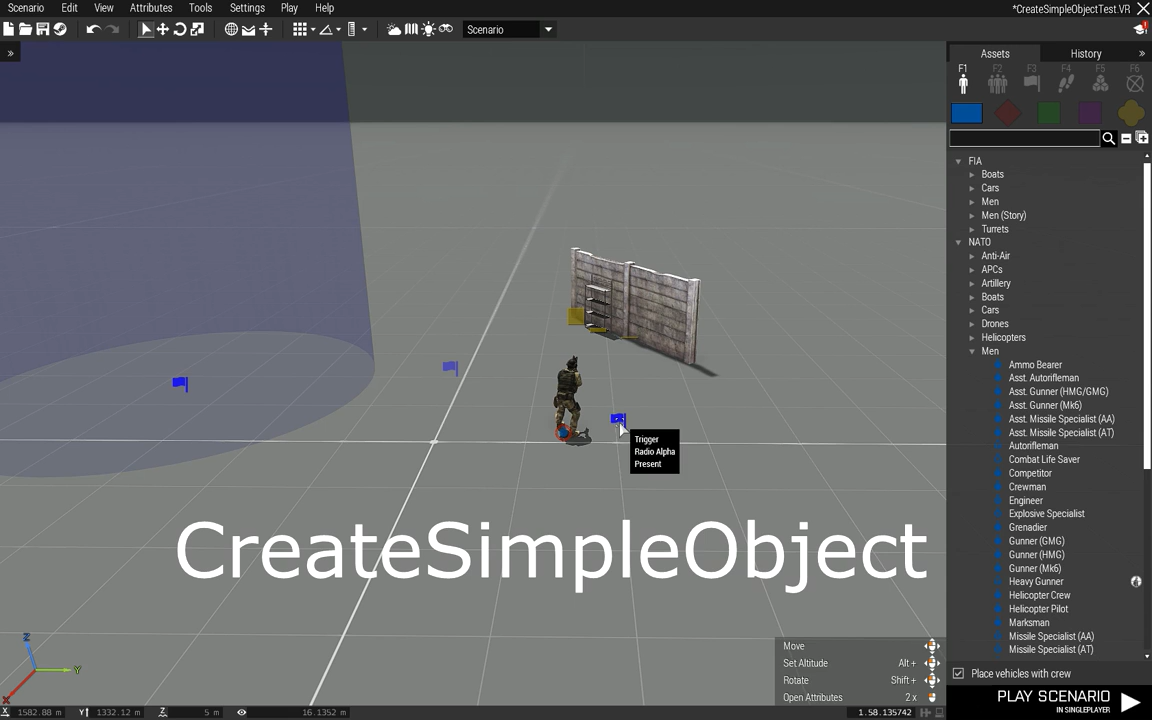 Scenario Edit View Attributes Tools Settings Play Help *CreateSimpleObjectTest.VR
Scenario
»
Assets History »
F1 F2 F3 F4 F5 F6
FIA
Boats
Cars
Men
Men (Story)
Turrets
NATO
Anti-Air
APCs
Artillery
Boats
Cars
Drones
Helicopters
Men
Ammo Bearer
Asst. Autorifleman
Asst. Gunner (HMG/GMG)
Asst. Gunner (Mk6)
Asst. Missile Specialist (AA)
Asst. Missile Specialist (AT)
Autorifleman
Combat Life Saver
Competitor
Crewman
Engineer
Explosive Specialist
Grenadier
Gunner (GMG)
Gunner (HMG)
Gunner (Mk6)
Heavy Gunner
Helicopter Crew
Helicopter Pilot
Marksman
Missile Specialist (AA)
Missile Specialist (AT)
Trigger
Radio Alpha
Present
CreateSimpleObject
Move
Set Altitude Alt +
Rotate Shift +
Open Attributes 2 x
Place vehicles with crew
PLAY SCENARIO
IN SINGLEPLAYER
Z
Y
X
X 1582.88 m Y 1332.12 m Z 5 m 16.1352 m 1.58.135742